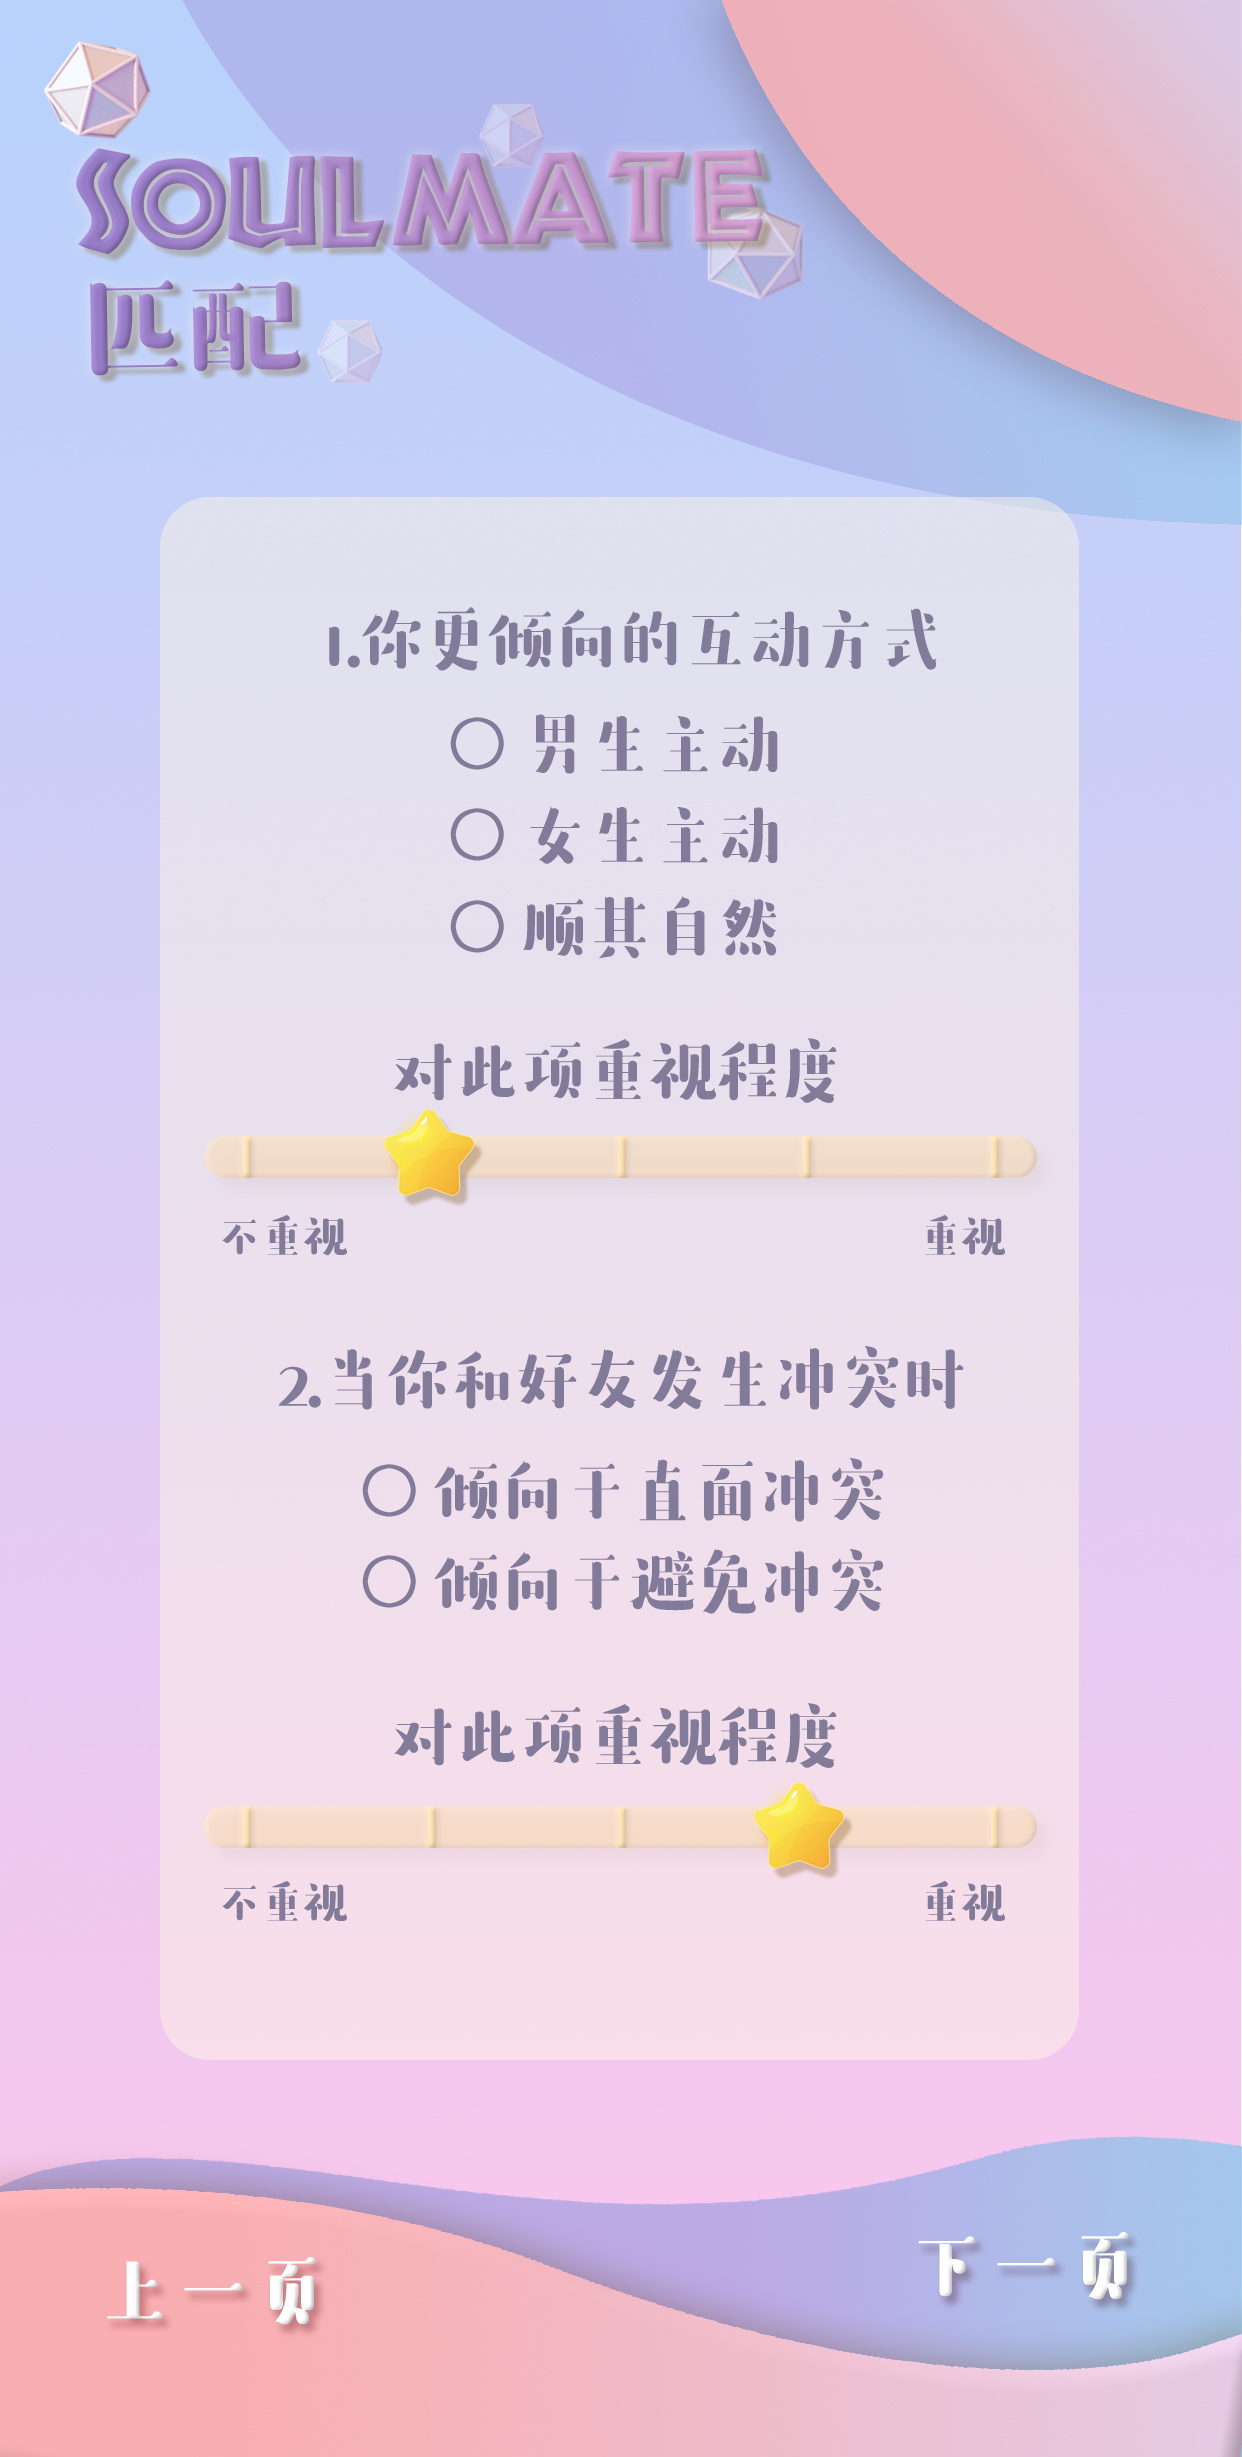 SOULMATE
匹配
1.你更倾向的互动方式
○ 男生主动
○ 女生主动
○ 顺其自然
对此项重视程度
不重视 重视
2.当你和好友发生冲突时
○ 倾向于直面冲突
○ 倾向于避免冲突
对此项重视程度
不重视 重视
上一页 下一页